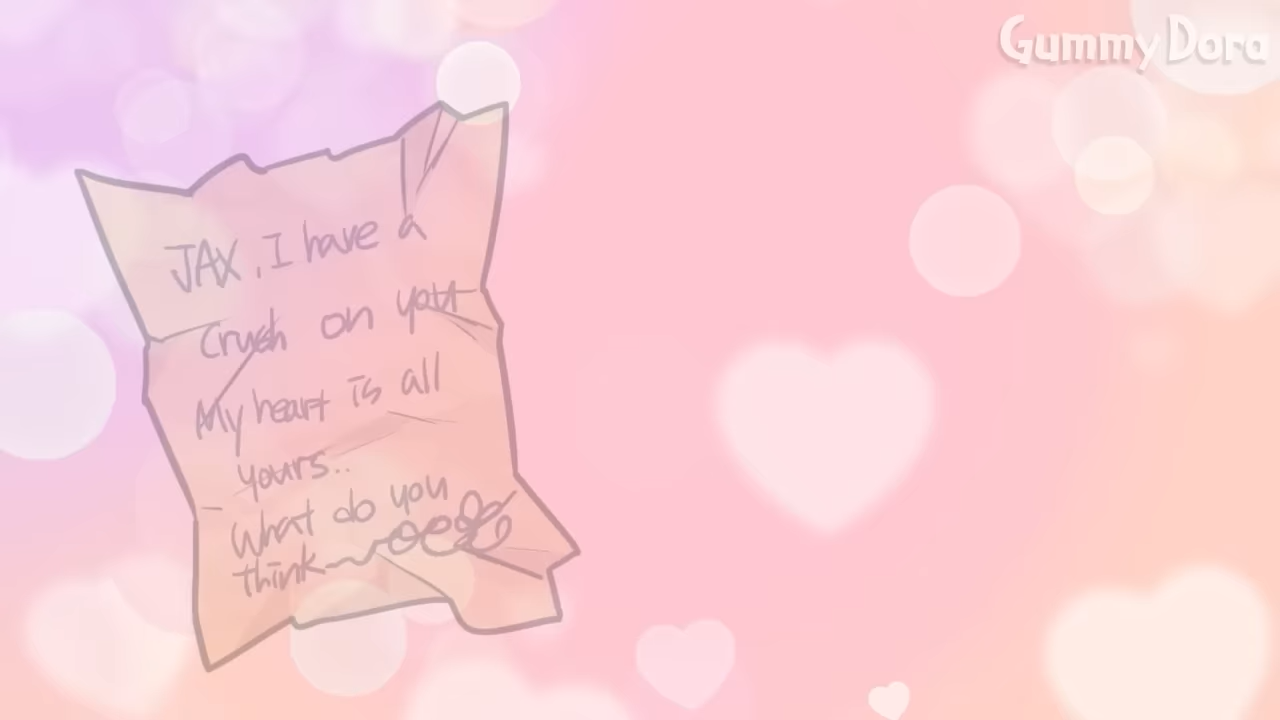 GummyDora
JAX, I have a
Crush on you
My heart is all
yours..
What do you
think